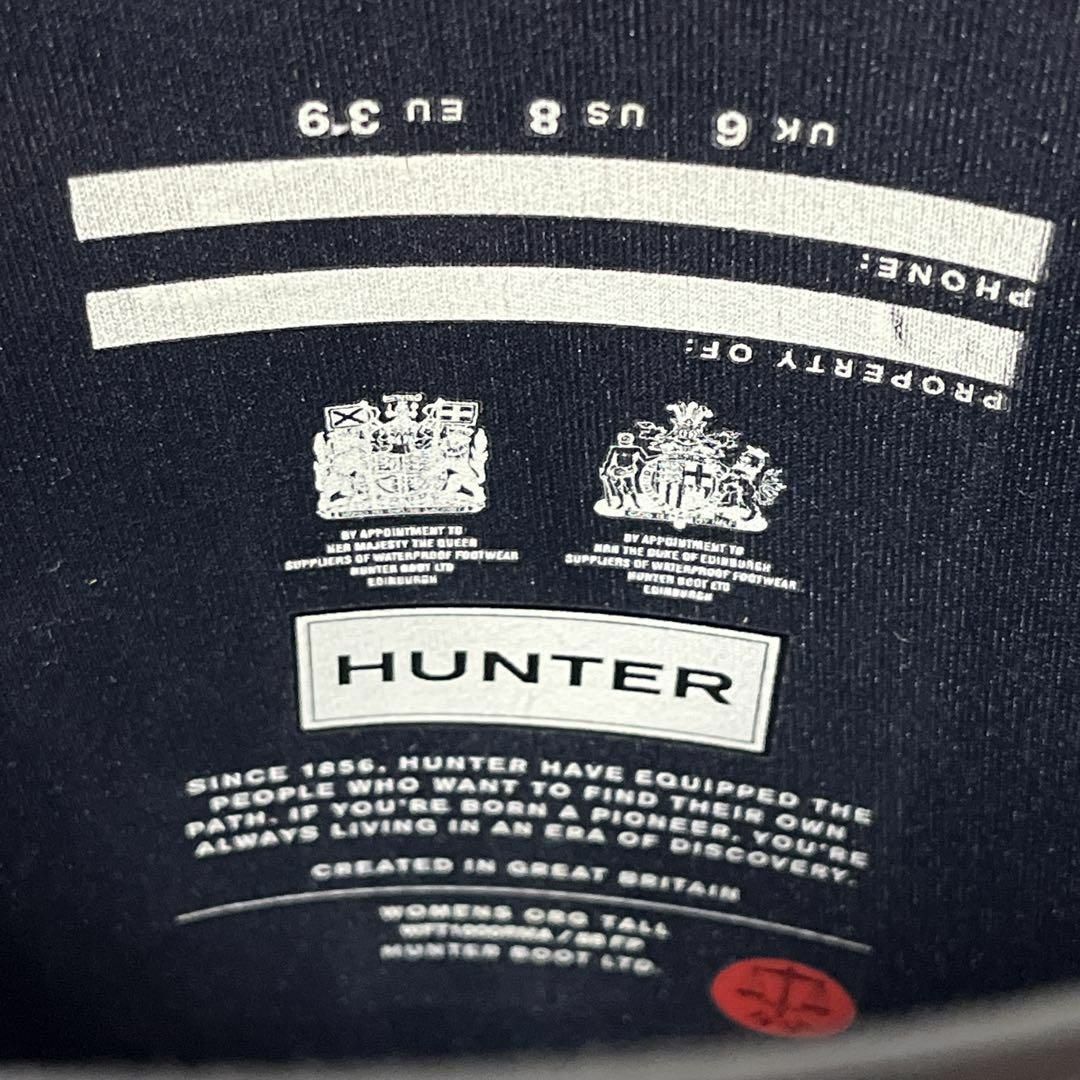 UK 6 US 8 EU 39
PHONE:
PROPERTY OF:
BY APPOINTMENT TO
HER MAJESTY THE QUEEN
SUPPLIERS OF WATERPROOF FOOTWEAR
HUNTER BOOT LTD
EDINBURGH
BY APPOINTMENT TO
HRH THE DUKE OF EDINBURGH
SUPPLIERS OF WATERPROOF FOOTWEAR
HUNTER BOOT LTD
EDINBURGH
HUNTER
SINCE 1856, HUNTER HAVE EQUIPPED THE
PEOPLE WHO WANT TO FIND THEIR OWN
PATH. IF YOU'RE BORN A PIONEER, YOU'RE
ALWAYS LIVING IN AN ERA OF DISCOVERY.
CREATED IN GREAT BRITAIN
WOMENS ORG TALL
HUNTER BOOT LTD.